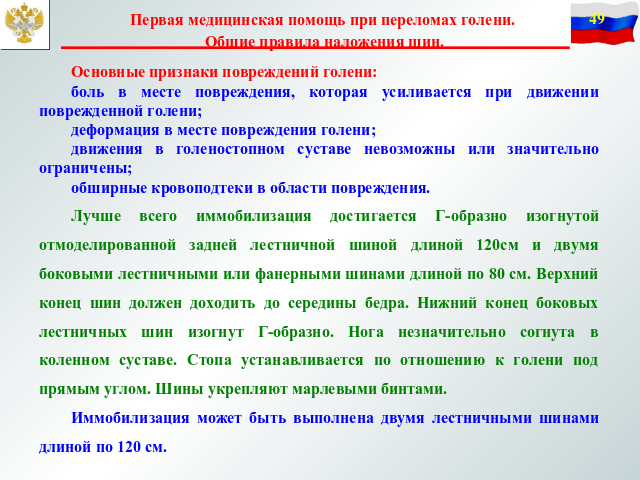 Первая медицинская помощь при переломах голени.
49
Общие правила наложения шин.
Основные признаки повреждений голени:
боль в месте повреждения, которая усиливается при движении
поврежденной голени;
деформация в месте повреждения голени;
движения в голеностопном суставе невозможны или значительно
ограничены;
обширные кровоподтеки в области повреждения.
Лучше всего иммобилизация достигается Г-образно изогнутой
отмоделированной задней лестничной шиной длиной 120см и двумя
боковыми лестничными или фанерными шинами длиной по 80 см. Верхний
конец шин должен доходить до середины бедра. Нижний конец боковых
лестничных шин изогнут Г-образно. Нога незначительно согнута в
коленном суставе. Стопа устанавливается по отношению к голени под
прямым углом. Шины укрепляют марлевыми бинтами.
Иммобилизация может быть выполнена двумя лестничными шинами
длиной по 120 см.